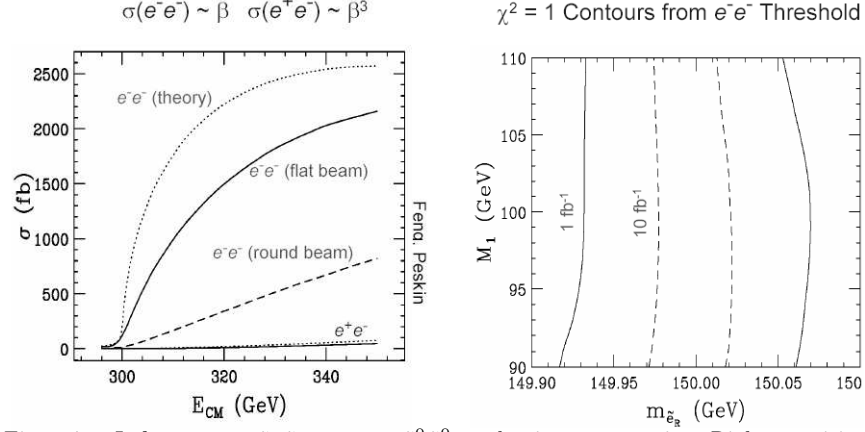 σ(e⁻e⁻) ~ β σ(e⁺e⁻) ~ β³
2500
2000
1500
1000
500
0
σ (fb)
e⁻e⁻ (theory)
e⁻e⁻ (flat beam)
e⁻e⁻ (round beam)
e⁺e⁻
300
320
340
E_CM (GeV)
Feng, Peskin
χ² = 1 Contours from e⁻e⁻ Threshold
110
105
100
95
90
M₁ (GeV)
1 fb⁻¹
10 fb⁻¹
149.90
149.95
150.00
150.05
m_ẽ_R (GeV)